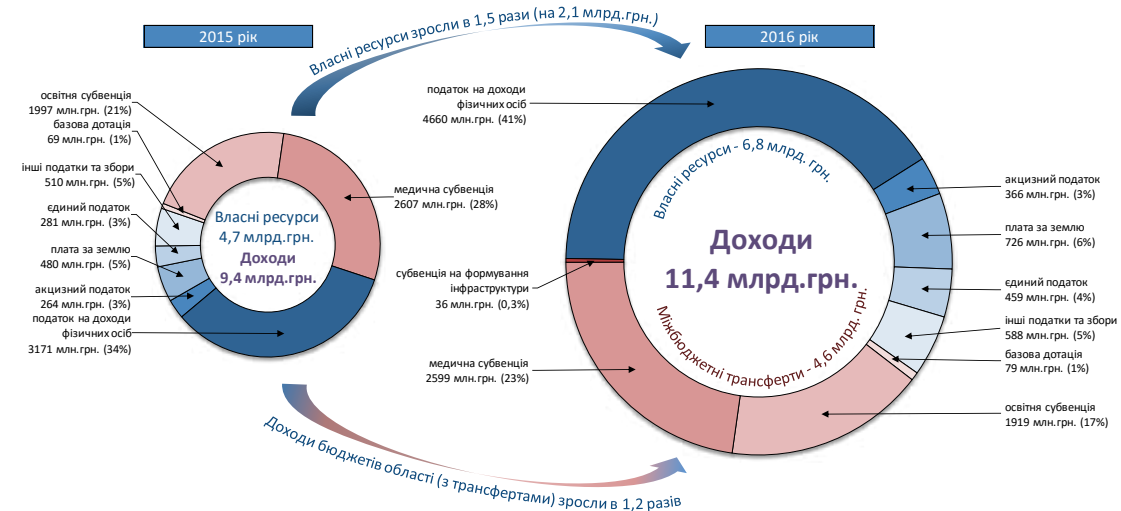 Власні ресурси зросли в 1,5 рази (на 2,1 млрд.грн.)
2015 рік
2016 рік
освітня субвенція
1997 млн.грн. (21%)
базова дотація
69 млн.грн. (1%)
інші податки та збори
510 млн.грн. (5%)
єдиний податок
281 млн.грн. (3%)
плата за землю
480 млн.грн. (5%)
акцизний податок
264 млн.грн. (3%)
податок на доходи
фізичних осіб
3171 млн.грн. (34%)
медична субвенція
2607 млн.грн. (28%)
Власні ресурси
4,7 млрд.грн.
Доходи
9,4 млрд.грн.
податок на доходи
фізичних осіб
4660 млн.грн. (41%)
субвенція на формування
інфраструктури
36 млн.грн. (0,3%)
медична субвенція
2599 млн.грн. (23%)
Власні ресурси - 6,8 млрд. грн.
Доходи
11,4 млрд.грн.
Міжбюджетні трансферти - 4,6 млрд. грн.
акцизний податок
366 млн.грн. (3%)
плата за землю
726 млн.грн. (6%)
єдиний податок
459 млн.грн. (4%)
інші податки та збори
588 млн.грн. (5%)
базова дотація
79 млн.грн. (1%)
освітня субвенція
1919 млн.грн. (17%)
Доходи бюджетів області (з трансфертами) зросли в 1,2 разів